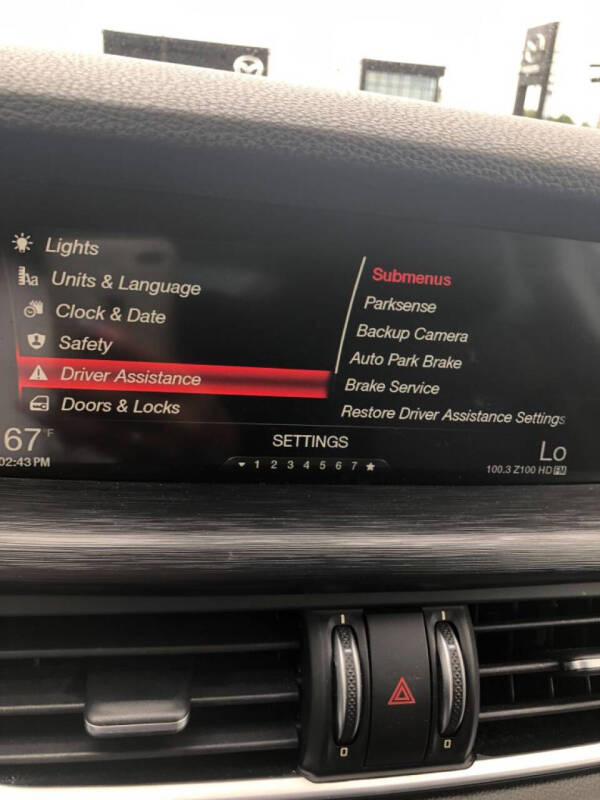 Lights
Units & Language
Clock & Date
Safety
Driver Assistance
Doors & Locks
Submenus
Parksense
Backup Camera
Auto Park Brake
Brake Service
Restore Driver Assistance Settings
67°F
02:43 PM
SETTINGS
1 2 3 4 5 6 7
Lo
100.3 Z100 HD FM
I
I
0
0